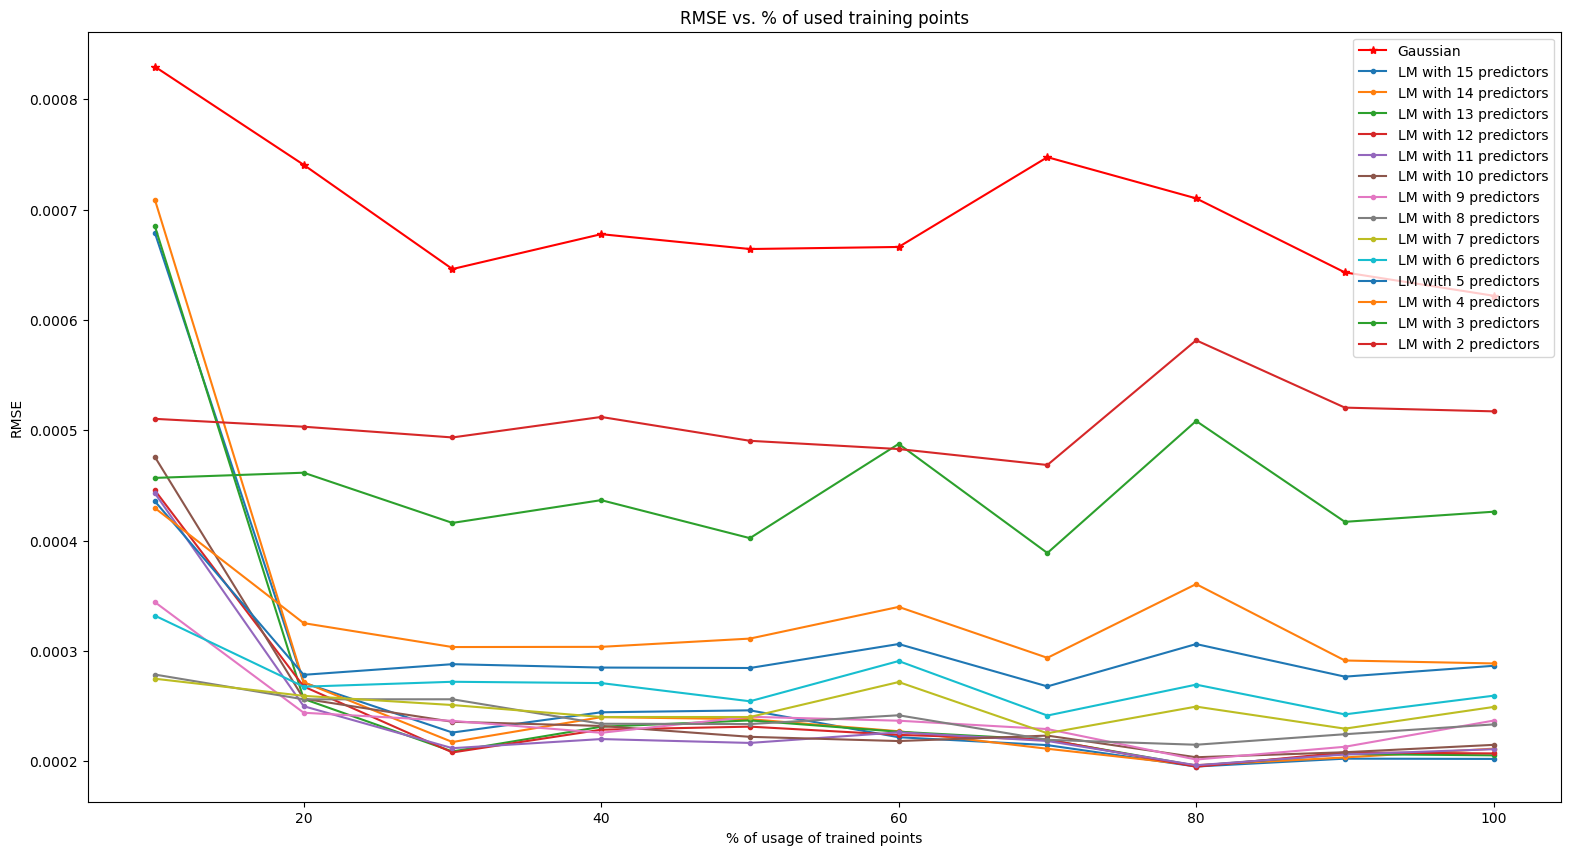 RMSE vs. % of used training points
Gaussian
LM with 15 predictors
LM with 14 predictors
LM with 13 predictors
LM with 12 predictors
LM with 11 predictors
LM with 10 predictors
LM with 9 predictors
LM with 8 predictors
LM with 7 predictors
LM with 6 predictors
LM with 5 predictors
LM with 4 predictors
LM with 3 predictors
LM with 2 predictors
0.0008
0.0007
0.0006
0.0005
0.0004
0.0003
0.0002
RMSE
20 40 60 80 100
% of usage of trained points